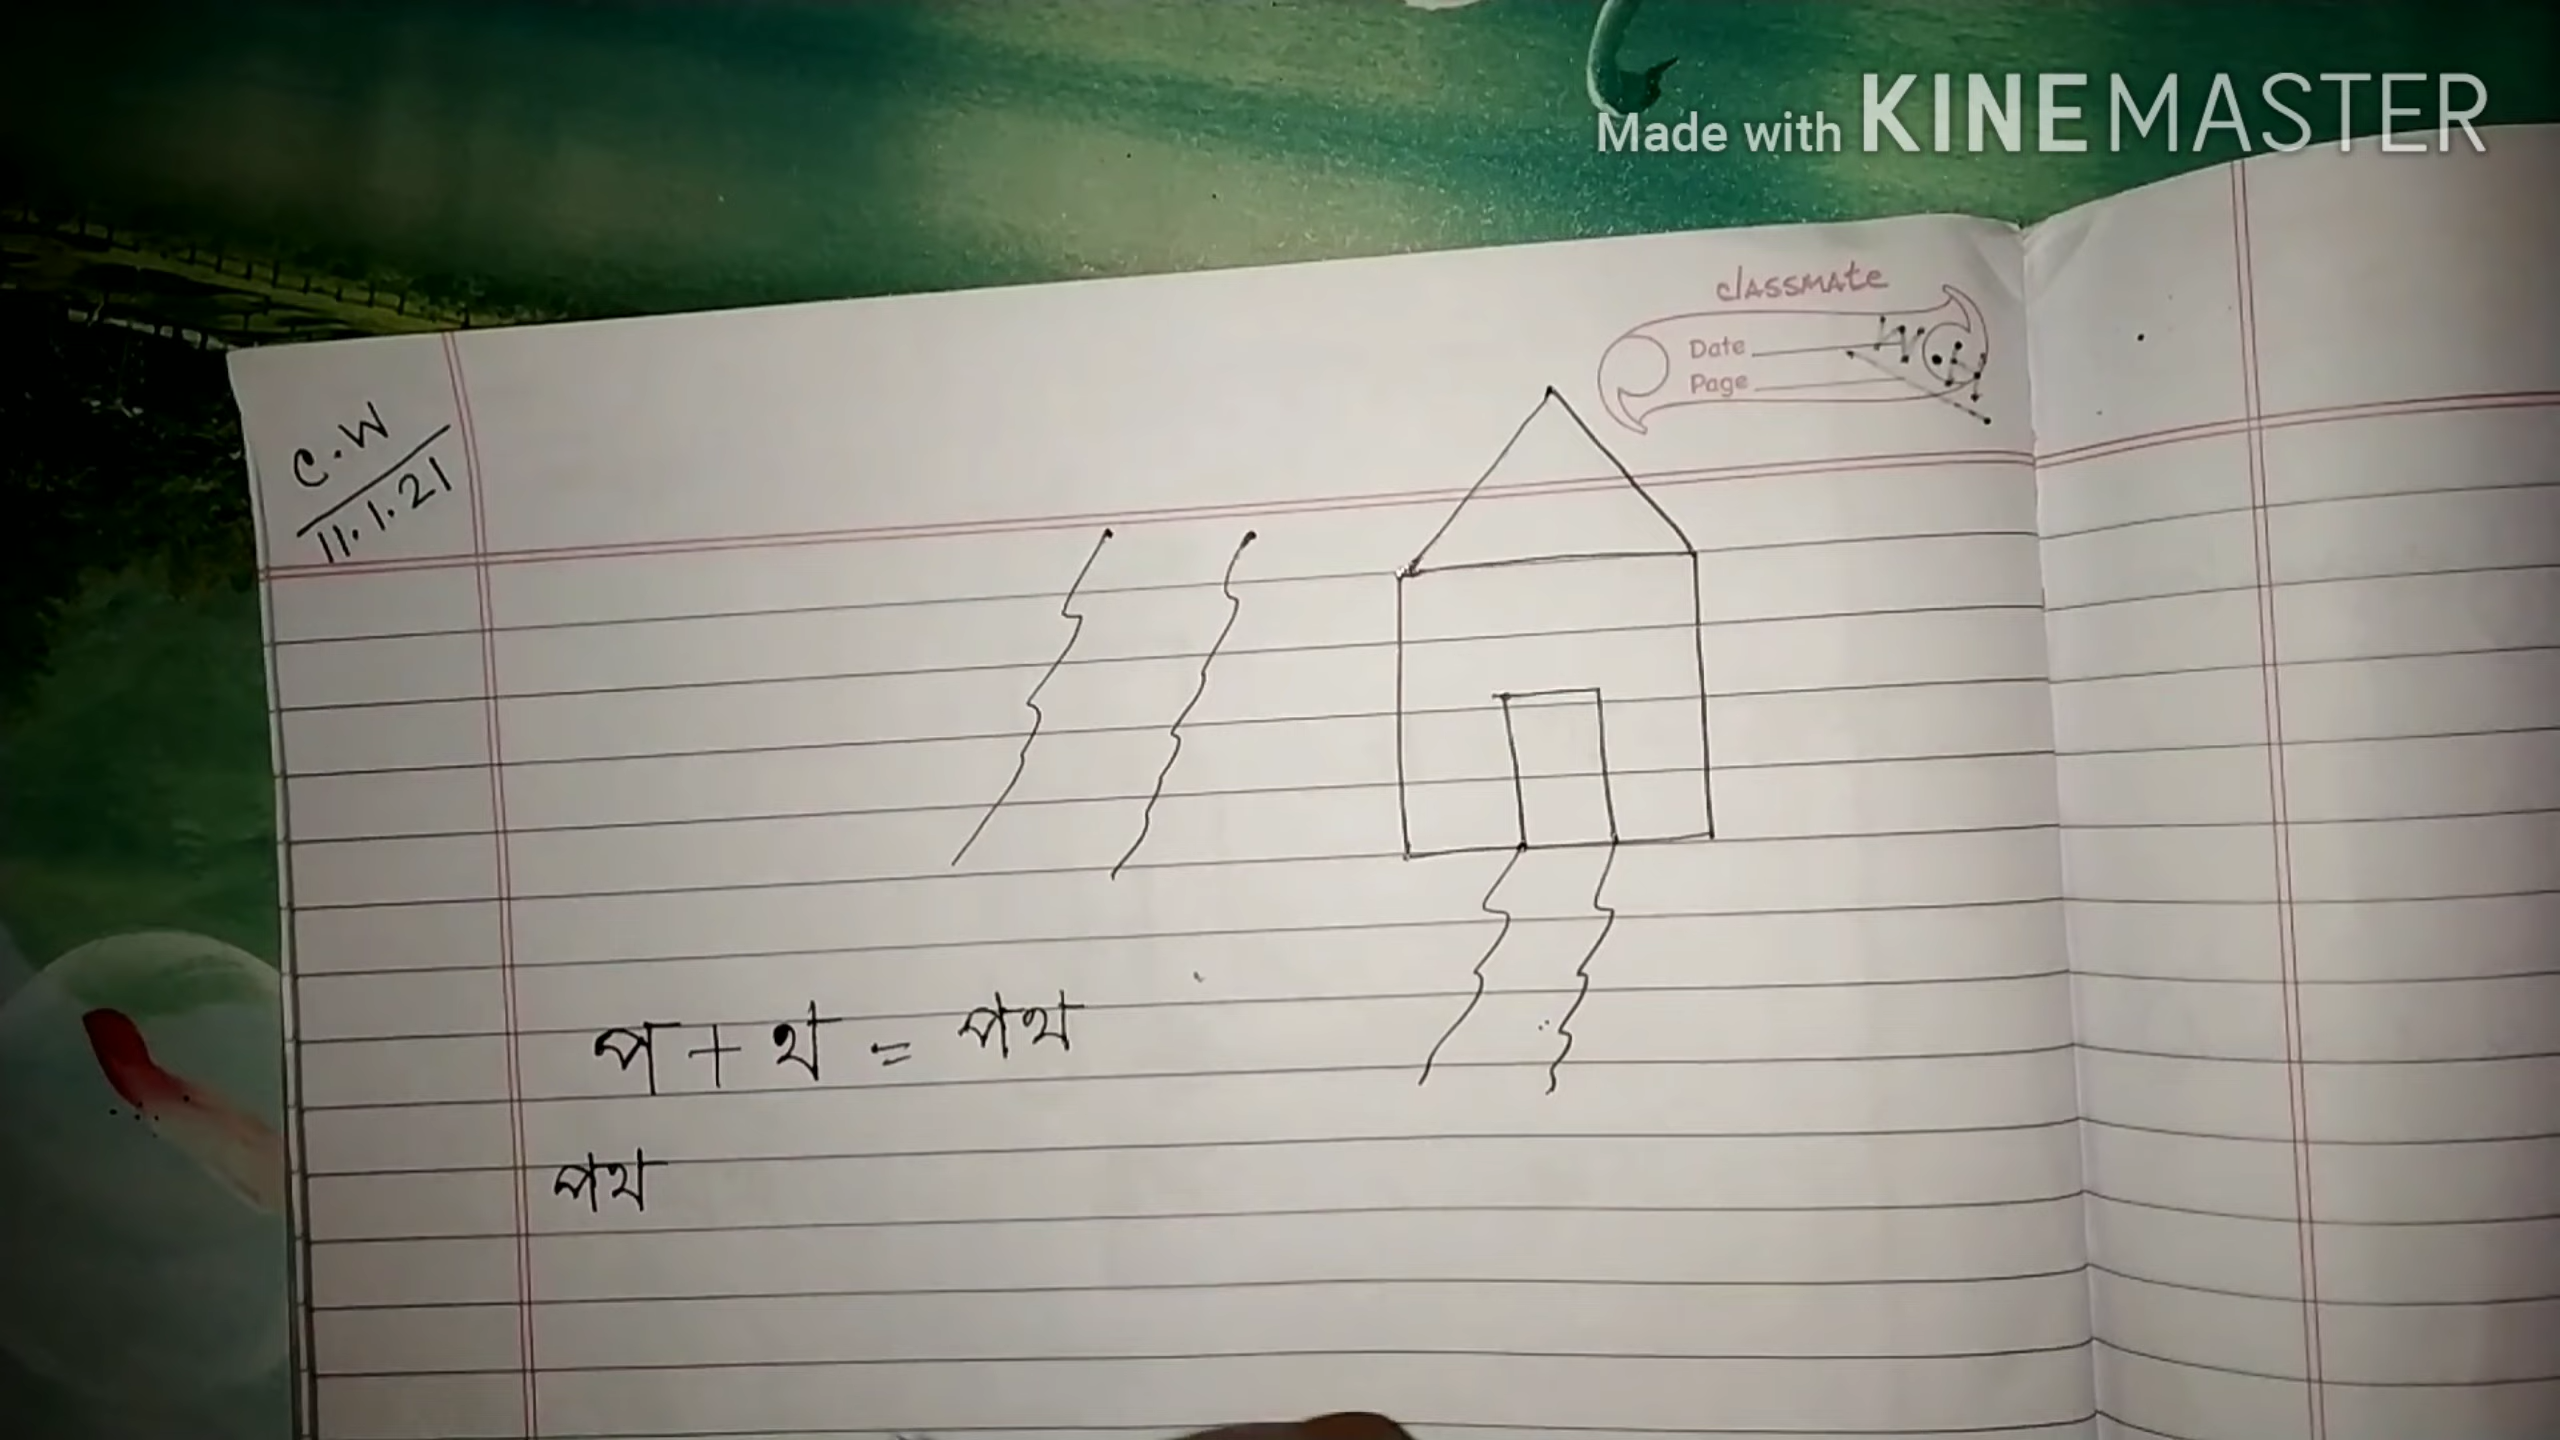 Made with KINEMASTER
classmate
Date
Page
C.W
11.1.21
প + থ = পথ
পথ